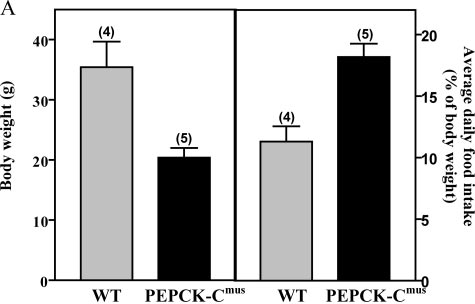 A
Body weight (g)
40
30
20
10
0
(4)
(5)
WT
PEPCK-Cmus
(4)
(5)
WT
PEPCK-Cmus
20
15
10
5
0
Average daily food intake
(% of body weight)